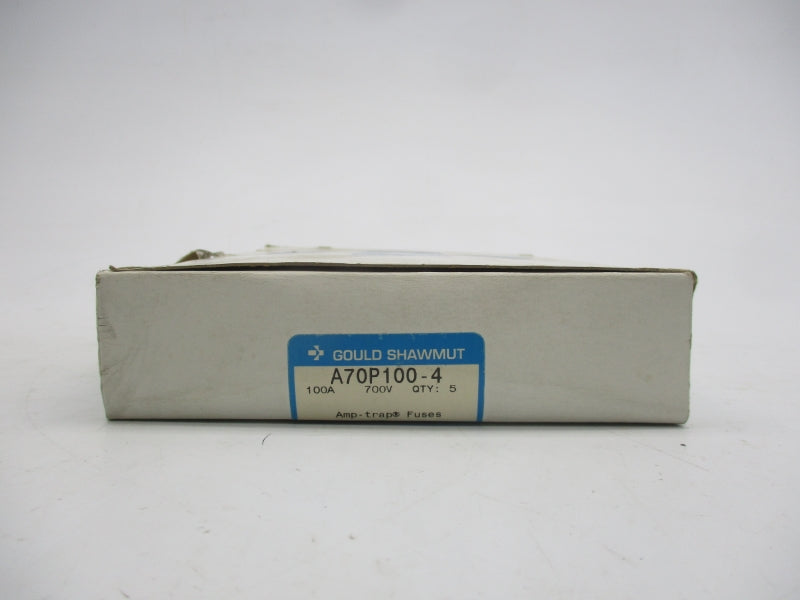 GOULD SHAWMUT
A70P100-4
100A 700V QTY: 5
Amp-trap® Fuses